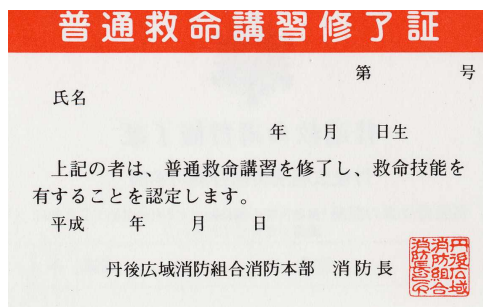 普通救命講習修了証
第　　　号
氏名
年　　月　　日生
上記の者は、普通救命講習を修了し、救命技能を
有することを認定します。
平成　　年　　月　　日
丹後広域消防組合消防本部　消防長
丹後広域
消防組合
消防長之印